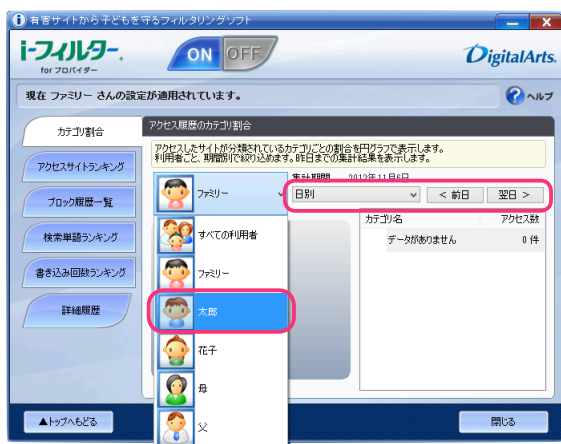 有害サイトから子どもを守るフィルタリングソフト
i-フィルター®
for プロバイダー
ON OFF
DigitalArts®
現在 ファミリー さんの設定が適用されています。
ヘルプ
カテゴリ割合
アクセスサイトランキング
ブロック履歴一覧
検索単語ランキング
書き込み回数ランキング
詳細履歴
アクセス履歴のカテゴリ割合
アクセスしたサイトが分類されているカテゴリごとの割合を円グラフで表示します。
利用者ごと、期間別で絞り込めます。昨日までの集計結果を表示します。
集計期間 2012年11月6日
ファミリー
日別
< 前日
翌日 >
すべての利用者
ファミリー
太郎
花子
母
父
カテゴリ名 アクセス数
データがありません 0 件
▲トップへもどる
閉じる